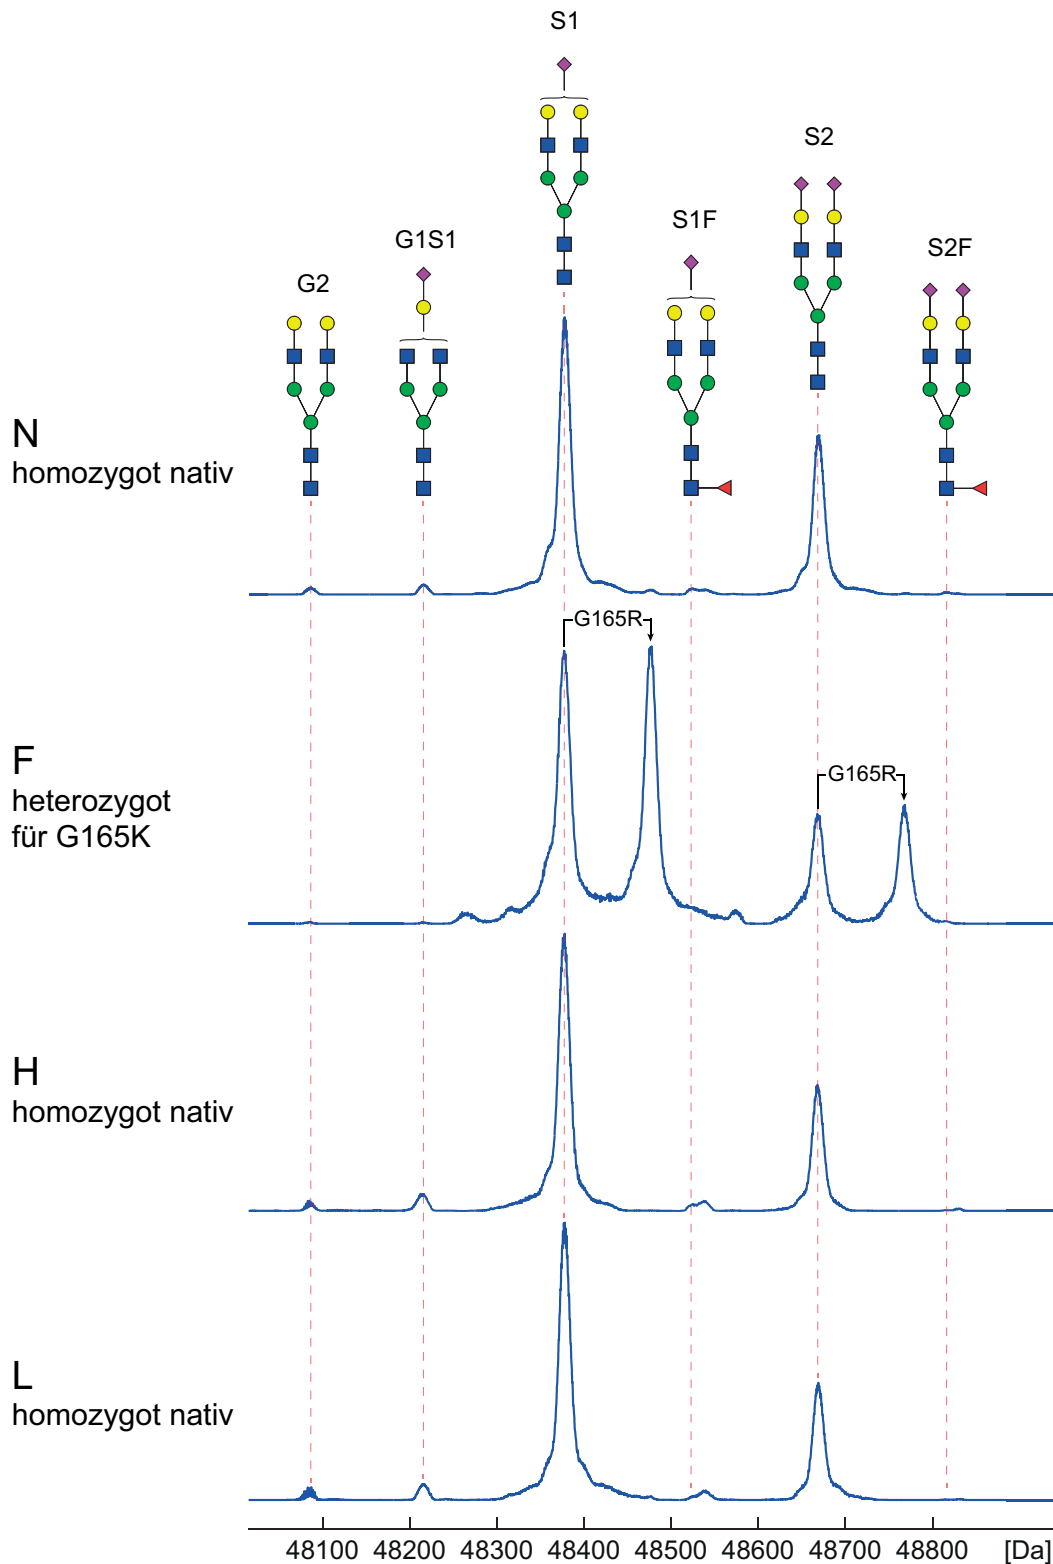 S1
S2
G1S1
S1F
S2F
G2
N
homozygot nativ
G165R
F
heterozygot
für G165K
G165R
H
homozygot nativ
L
homozygot nativ
48100 48200 48300 48400 48500 48600 48700 48800 [Da]